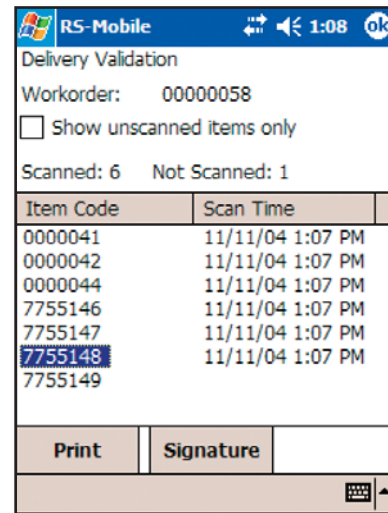 RS-Mobile 1:08 ok
Delivery Validation
Workorder: 00000058
Show unscanned items only
Scanned: 6 Not Scanned: 1
Item Code Scan Time
0000041 11/11/04 1:07 PM
0000042 11/11/04 1:07 PM
0000044 11/11/04 1:07 PM
7755146 11/11/04 1:07 PM
7755147 11/11/04 1:07 PM
7755148 11/11/04 1:07 PM
7755149
Print Signature